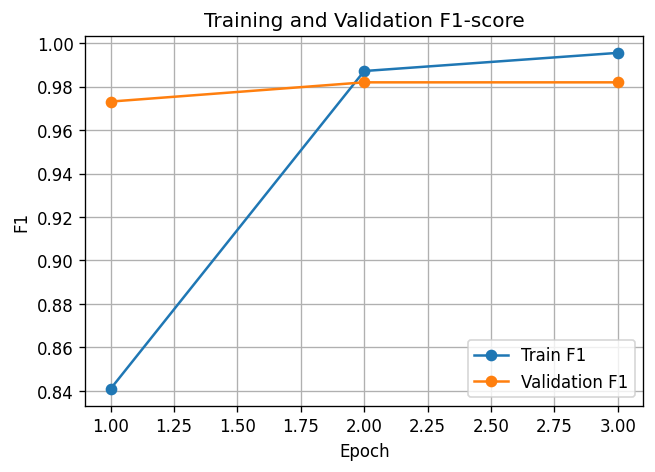 Training and Validation F1-score
1.00
0.98
0.96
0.94
0.92
0.90
0.88
0.86
0.84
F1
Train F1
Validation F1
1.00 1.25 1.50 1.75 2.00 2.25 2.50 2.75 3.00
Epoch